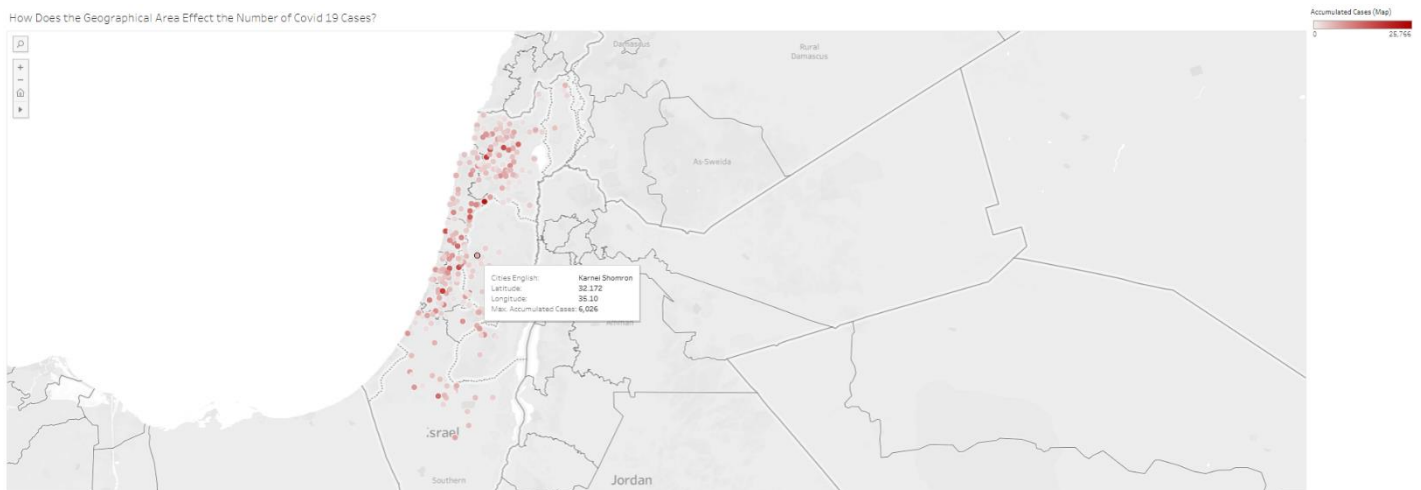 How Does the Geographical Area Effect the Number of Covid 19 Cases?
Accumulated Cases (Map)
0 28,766
Damascus
Rural
Damascus
As-Sweida
Cities English: Karnei Shomron
Latitude: 32.172
Longitude: 35.10
Max. Accumulated Cases: 6,026
Amman
Israel
Southern
Jordan